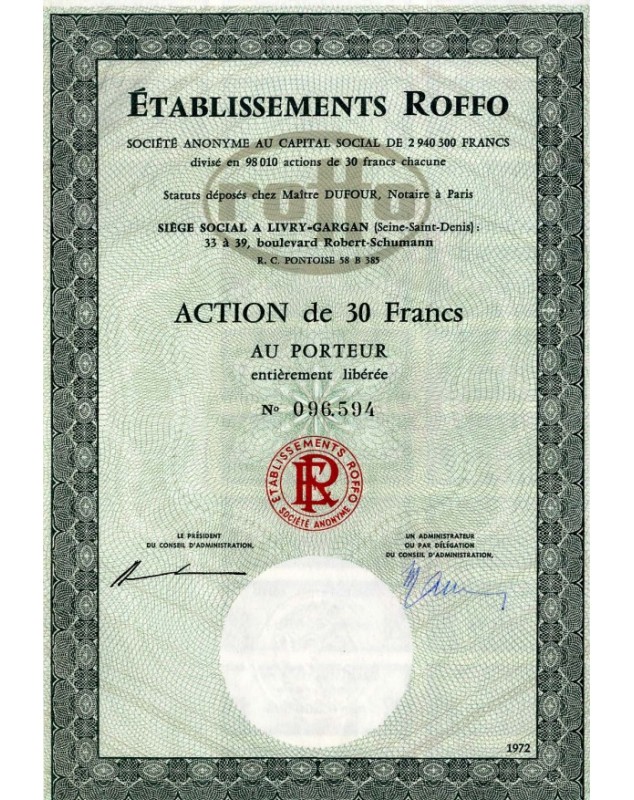 ÉTABLISSEMENTS ROFFO
SOCIÉTÉ ANONYME AU CAPITAL SOCIAL DE 2 940 300 FRANCS
divisé en 98 010 actions de 30 francs chacune
Statuts déposés chez Maître DUFOUR, Notaire à Paris
roffo
SIÈGE SOCIAL A LIVRY-GARGAN (Seine-Saint-Denis) :
33 à 39, boulevard Robert-Schumann
R. C. PONTOISE 58 B 385
ACTION de 30 Francs
AU PORTEUR
entièrement libérée
No 096.594
ÉTABLISSEMENTS ROFFO
SOCIÉTÉ ANONYME
LE PRÉSIDENT
DU CONSEIL D'ADMINISTRATION,
UN ADMINISTRATEUR
OU PAR DÉLÉGATION
DU CONSEIL D'ADMINISTRATION,
1972